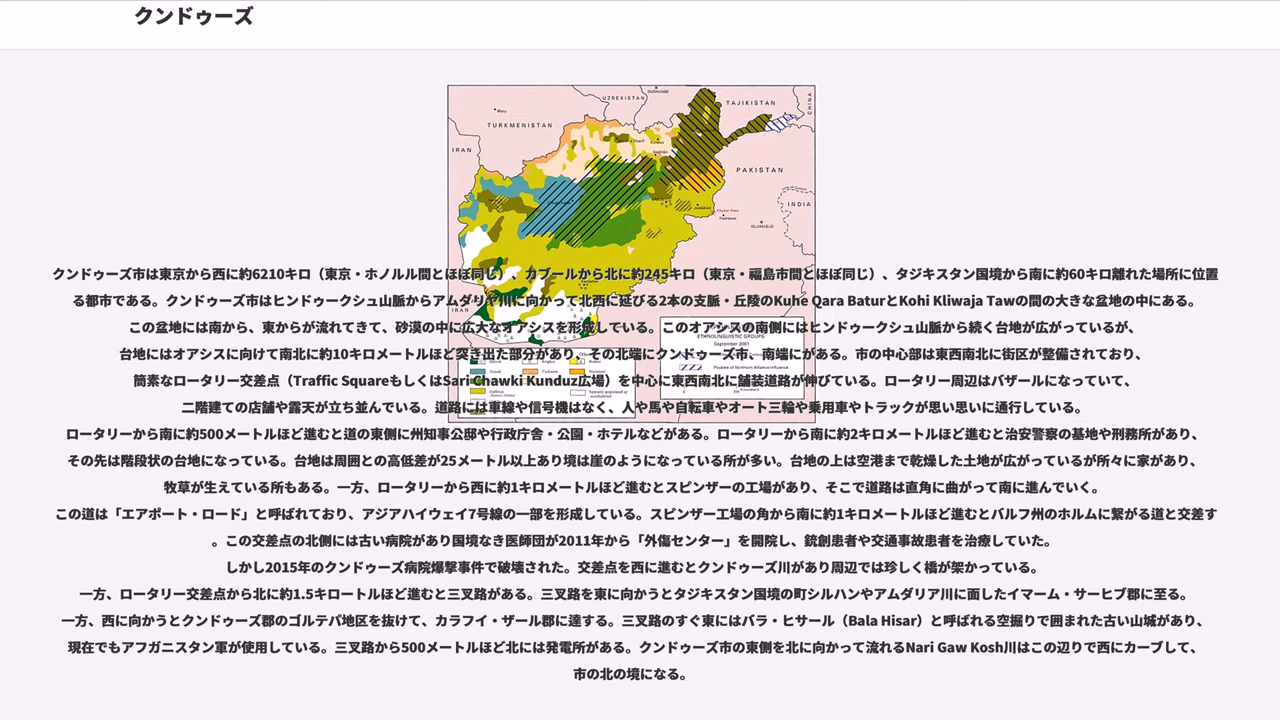 クンドゥーズ
UZBEKISTAN
DUSHANBE
TAJIKISTAN
CHINA
Mary
TURKMENISTAN
IRAN
PAKISTAN
INDIA
ISLAMABAD
クンドゥーズ市は東京から西に約6210キロ（東京・ホノルル間とほぼ同じ）、カブールから北に約245キロ（東京・福島市間とほぼ同じ）、タジキスタン国境から南に約60キロ離れた場所に位置
る都市である。クンドゥーズ市はヒンドゥークシュ山脈からアムダリヤ川に向かって北西に延びる2本の支脈・丘陵のKuhe Qara BaturとKohi Kliwaja Tawの間の大きな盆地の中にある。
IRAN
この盆地には南から、東からが流れてきて、砂漠の中に広大なオアシスを形成している。このオアシスの南側にはヒンドゥークシュ山脈から続く台地が広がっているが、
ETHNOLINGUISTIC GROUPS
September 2001
台地にはオアシスに向けて南北に約10キロメートルほど突き出た部分があり、その北端にクンドゥーズ市、南端にがある。市の中心部は東西南北に街区が整備されており、
Pockets of Northern Alliance Influence
簡素なロータリー交差点（Traffic SquareもしくはSari Chawki Kunduz広場）を中心に東西南北に舗装道路が伸びている。ロータリー周辺はバザールになっていて、
二階建ての店舗や露天が立ち並んでいる。道路には車線や信号機はなく、人や馬や自転車やオート三輪や乗用車やトラックが思い思いに通行している。
ロータリーから南に約500メートルほど進むと道の東側に州知事公邸や行政庁舎・公園・ホテルなどがある。ロータリーから南に約2キロメートルほど進むと治安警察の基地や刑務所があり、
その先は階段状の台地になっている。台地は周囲との高低差が25メートル以上あり境は崖のようになっている所が多い。台地の上は空港まで乾燥した土地が広がっているが所々に家があり、
牧草が生えている所もある。一方、ロータリーから西に約1キロメートルほど進むとスピンザーの工場があり、そこで道路は直角に曲がって南に進んでいく。
この道は「エアポート・ロード」と呼ばれており、アジアハイウェイ7号線の一部を形成している。スピンザー工場の角から南に約1キロメートルほど進むとバルフ州のホルムに繋がる道と交差す
。この交差点の北側には古い病院があり国境なき医師団が2011年から「外傷センター」を開院し、銃創患者や交通事故患者を治療していた。
しかし2015年のクンドゥーズ病院爆撃事件で破壊された。交差点を西に進むとクンドゥーズ川があり周辺では珍しく橋が架かっている。
一方、ロータリー交差点から北に約1.5キロートルほど進むと三叉路がある。三叉路を東に向かうとタジキスタン国境の町シルハンやアムダリア川に面したイマーム・サーヒブ郡に至る。
一方、西に向かうとクンドゥーズ郡のゴルテパ地区を抜けて、カラフイ・ザール郡に達する。三叉路のすぐ東にはバラ・ヒサール（Bala Hisar）と呼ばれる空掘りで囲まれた古い山城があり、
現在でもアフガニスタン軍が使用している。三叉路から500メートルほど北には発電所がある。クンドゥーズ市の東側を北に向かって流れるNari Gaw Kosh川はこの辺りで西にカーブして、
市の北の境になる。